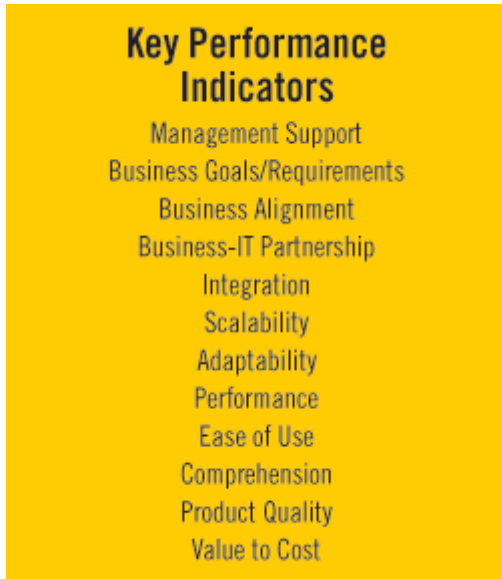 Key Performance
Indicators
Management Support
Business Goals/Requirements
Business Alignment
Business-IT Partnership
Integration
Scalability
Adaptability
Performance
Ease of Use
Comprehension
Product Quality
Value to Cost